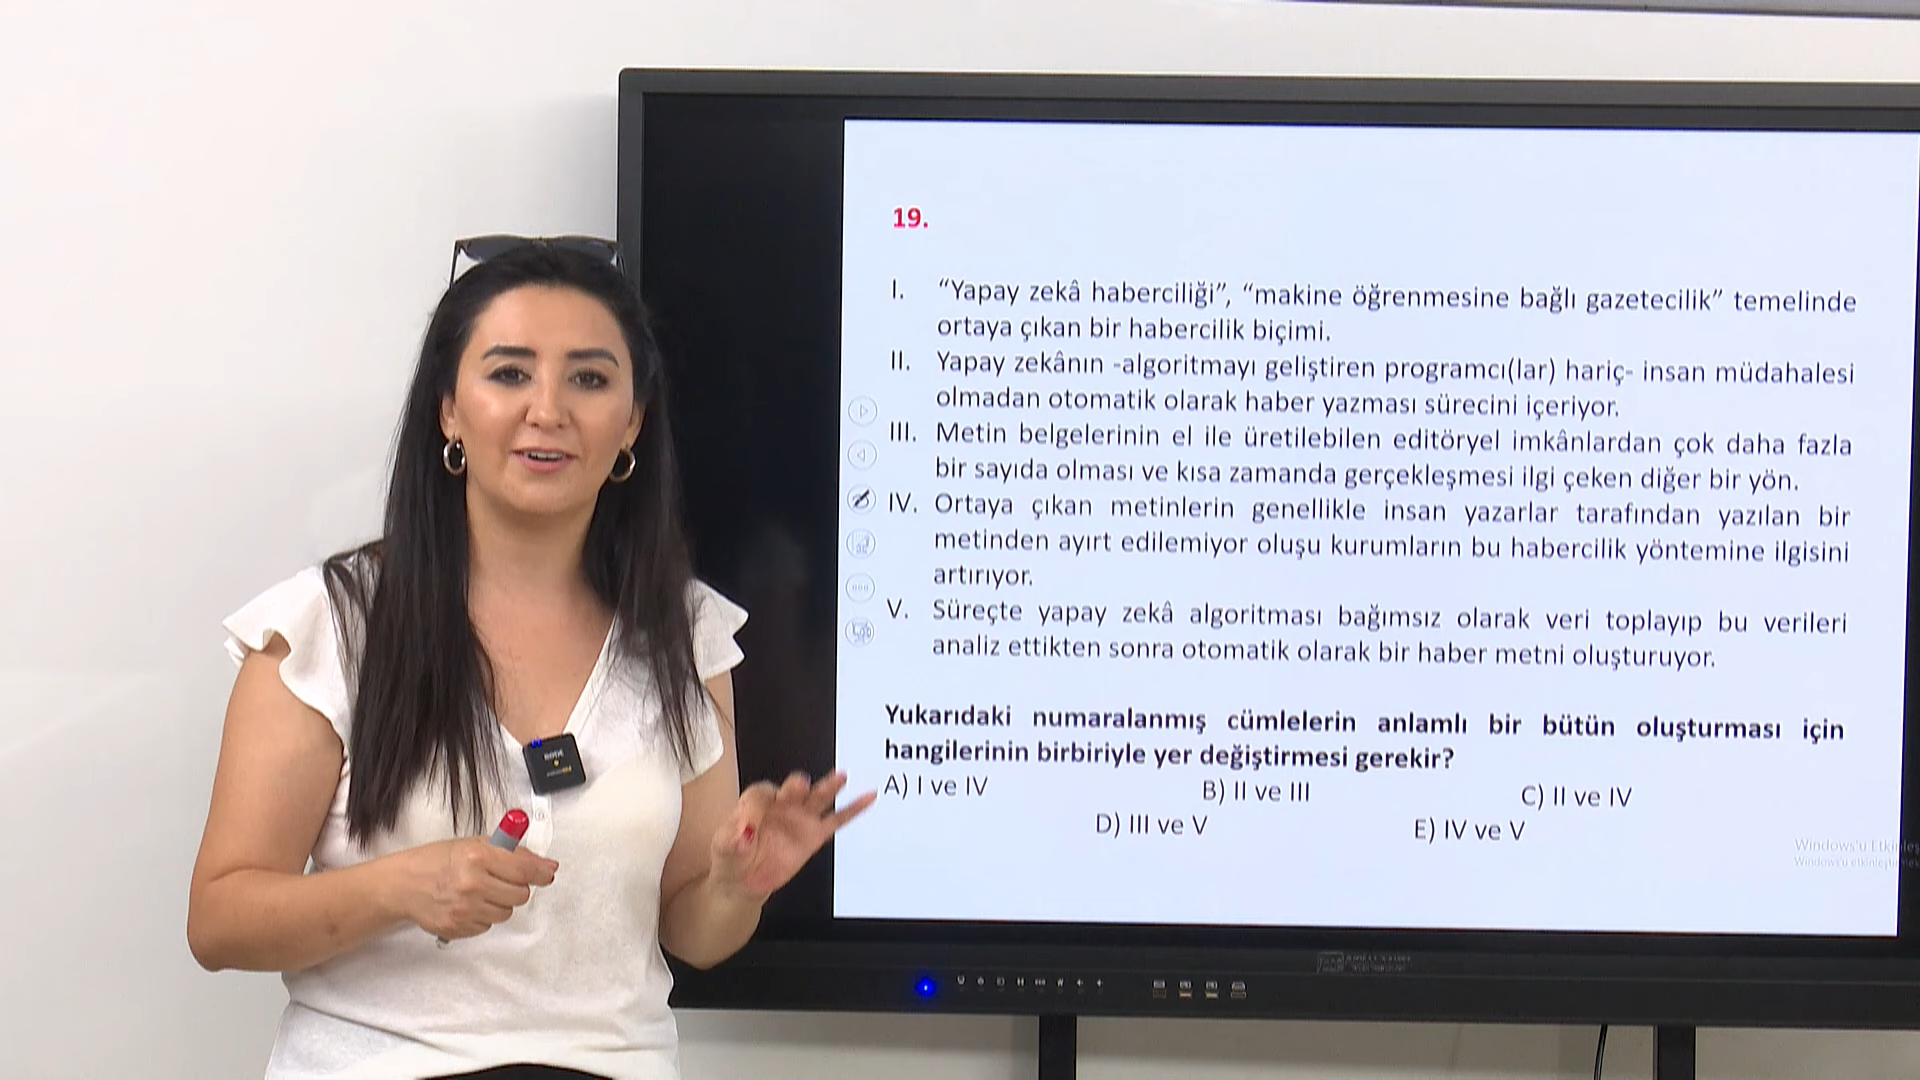 19.
I. “Yapay zekâ haberciliği”, “makine öğrenmesine bağlı gazetecilik” temelinde
ortaya çıkan bir habercilik biçimi.
II. Yapay zekânın -algoritmayı geliştiren programcı(lar) hariç- insan müdahalesi
olmadan otomatik olarak haber yazması sürecini içeriyor.
III. Metin belgelerinin el ile üretilebilen editöryel imkânlardan çok daha fazla
bir sayıda olması ve kısa zamanda gerçekleşmesi ilgi çeken diğer bir yön.
IV. Ortaya çıkan metinlerin genellikle insan yazarlar tarafından yazılan bir
metinden ayırt edilemiyor oluşu kurumların bu habercilik yöntemine ilgisini
artırıyor.
V. Süreçte yapay zekâ algoritması bağımsız olarak veri toplayıp bu verileri
analiz ettikten sonra otomatik olarak bir haber metni oluşturuyor.
Yukarıdaki numaralanmış cümlelerin anlamlı bir bütün oluşturması için
hangilerinin birbiriyle yer değiştirmesi gerekir?
A) I ve IV B) II ve III C) II ve IV
D) III ve V E) IV ve V
Windows'u Etkinleş
RODE